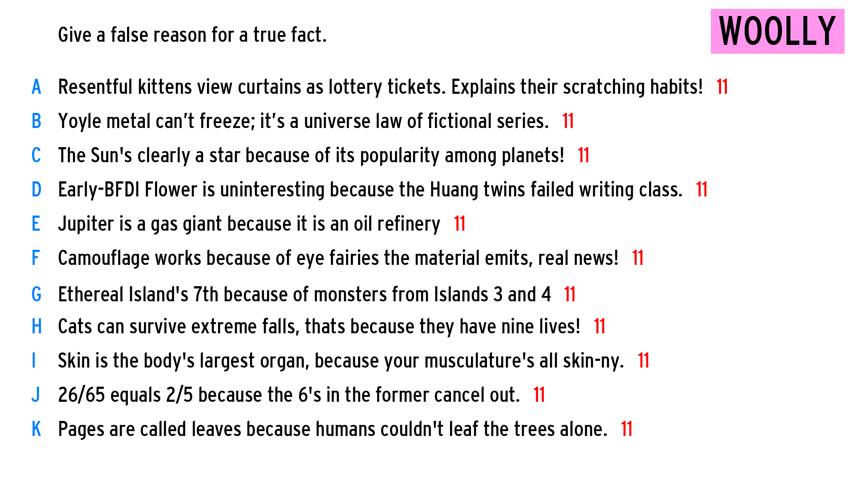 Give a false reason for a true fact.
WOOLLY
A Resentful kittens view curtains as lottery tickets. Explains their scratching habits! 11
B Yoyle metal can’t freeze; it’s a universe law of fictional series. 11
C The Sun's clearly a star because of its popularity among planets! 11
D Early-BFDI Flower is uninteresting because the Huang twins failed writing class. 11
E Jupiter is a gas giant because it is an oil refinery 11
F Camouflage works because of eye fairies the material emits, real news! 11
G Ethereal Island's 7th because of monsters from Islands 3 and 4 11
H Cats can survive extreme falls, thats because they have nine lives! 11
I Skin is the body's largest organ, because your musculature's all skin-ny. 11
J 26/65 equals 2/5 because the 6's in the former cancel out. 11
K Pages are called leaves because humans couldn't leaf the trees alone. 11